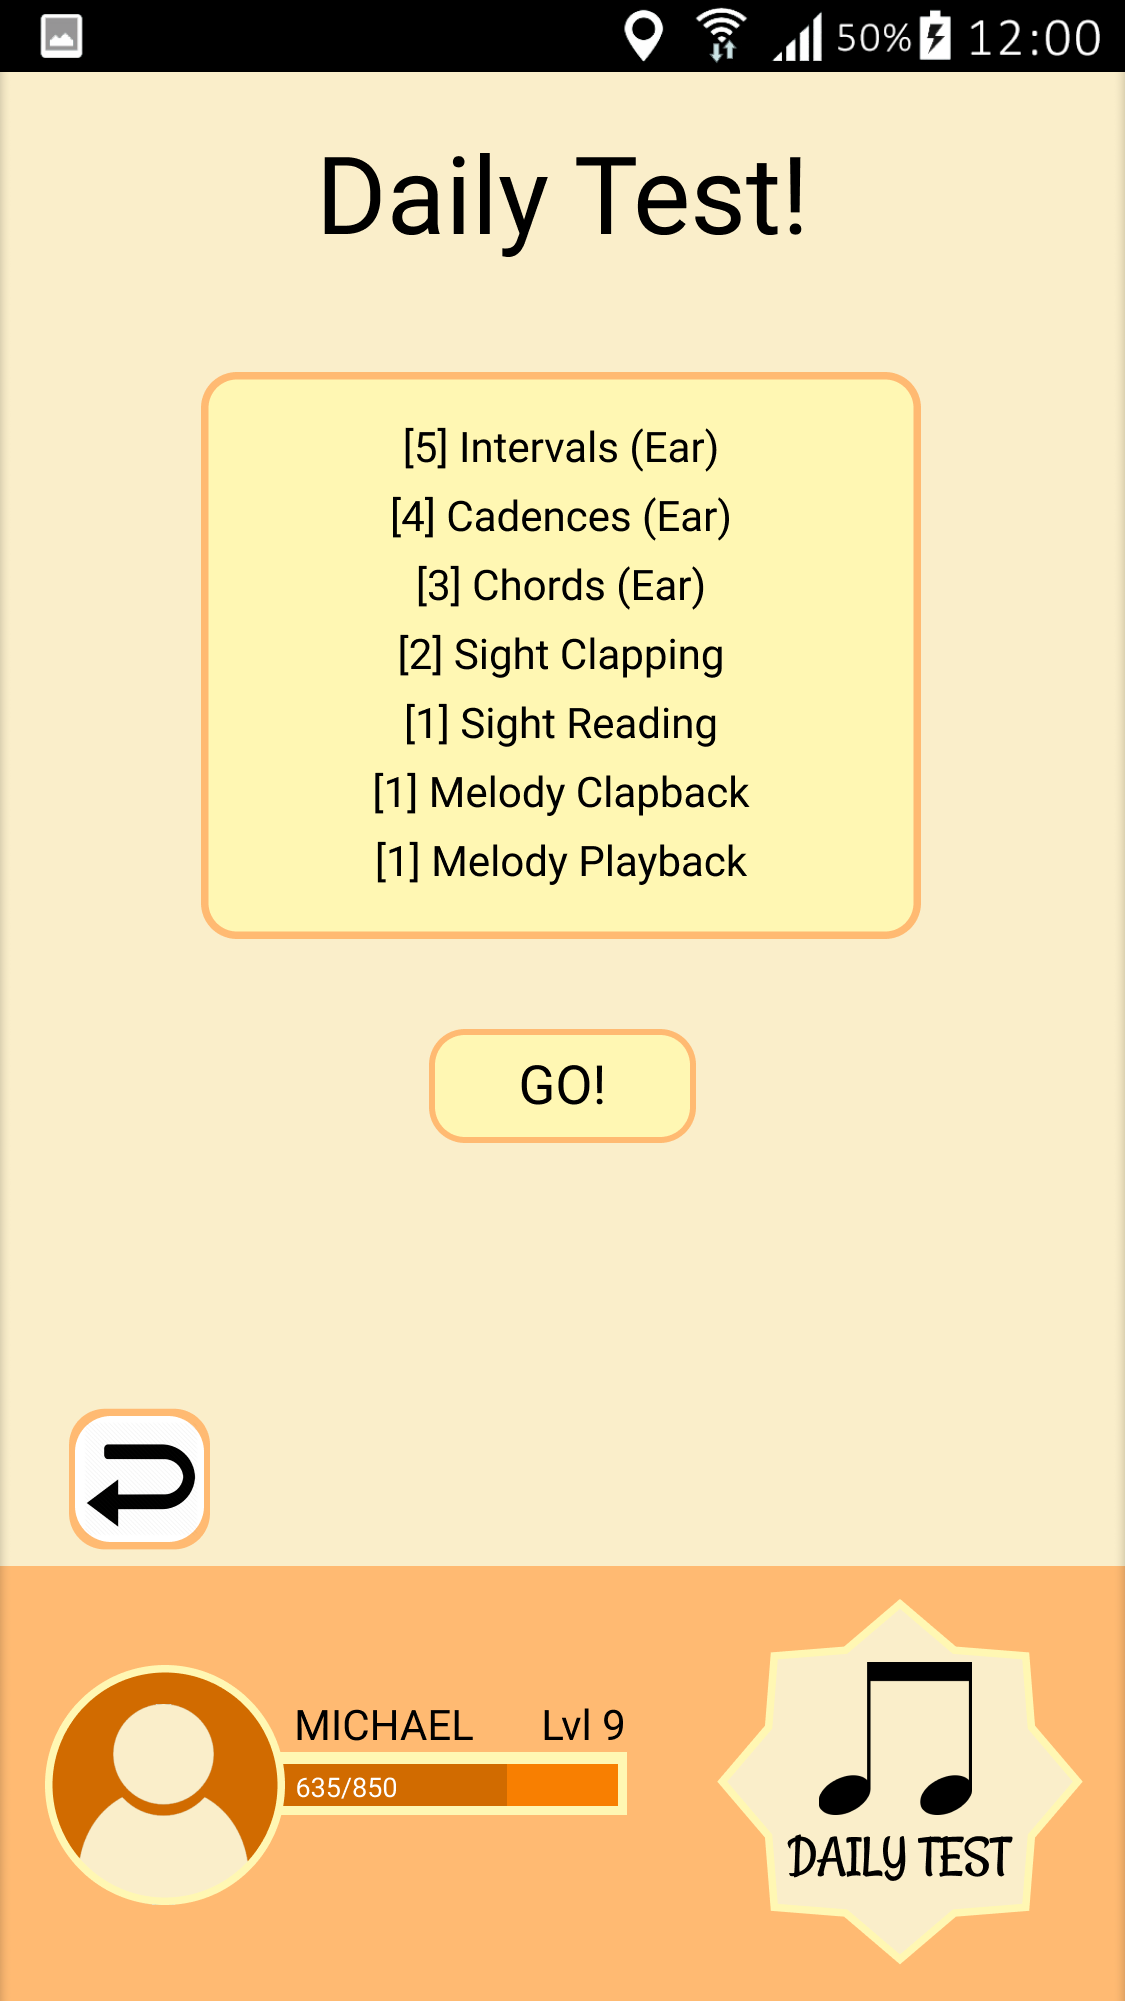 50% 12:00
Daily Test!
[5] Intervals (Ear)
[4] Cadences (Ear)
[3] Chords (Ear)
[2] Sight Clapping
[1] Sight Reading
[1] Melody Clapback
[1] Melody Playback
GO!
MICHAEL Lvl 9
635/850
DAILY TEST